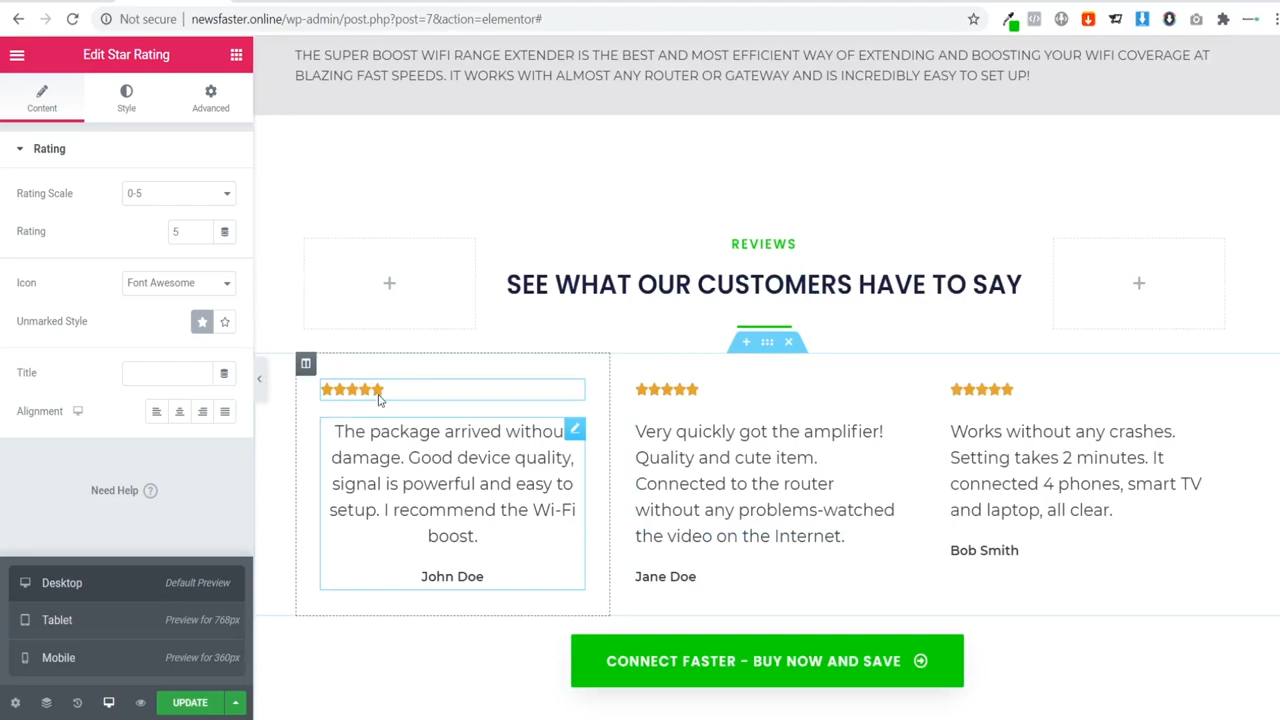 Not secure
newsfaster.online/wp-admin/post.php?post=7&action=elementor#
Edit Star Rating
Content
Style
Advanced
Rating
Rating Scale
0-5
Rating
5
Icon
Font Awesome
Unmarked Style
Title
Alignment
Need Help
?
Desktop
Default Preview
Tablet
Preview for 768px
Mobile
Preview for 360px
UPDATE
THE SUPER BOOST WIFI RANGE EXTENDER IS THE BEST AND MOST EFFICIENT WAY OF EXTENDING AND BOOSTING YOUR WIFI COVERAGE AT
BLAZING FAST SPEEDS. IT WORKS WITH ALMOST ANY ROUTER OR GATEWAY AND IS INCREDIBLY EASY TO SET UP!
REVIEWS
SEE WHAT OUR CUSTOMERS HAVE TO SAY
The package arrived withou
damage. Good device quality,
signal is powerful and easy to
setup. I recommend the Wi-Fi
boost.
John Doe
Very quickly got the amplifier!
Quality and cute item.
Connected to the router
without any problems-watched
the video on the Internet.
Jane Doe
Works without any crashes.
Setting takes 2 minutes. It
connected 4 phones, smart TV
and laptop, all clear.
Bob Smith
CONNECT FASTER - BUY NOW AND SAVE